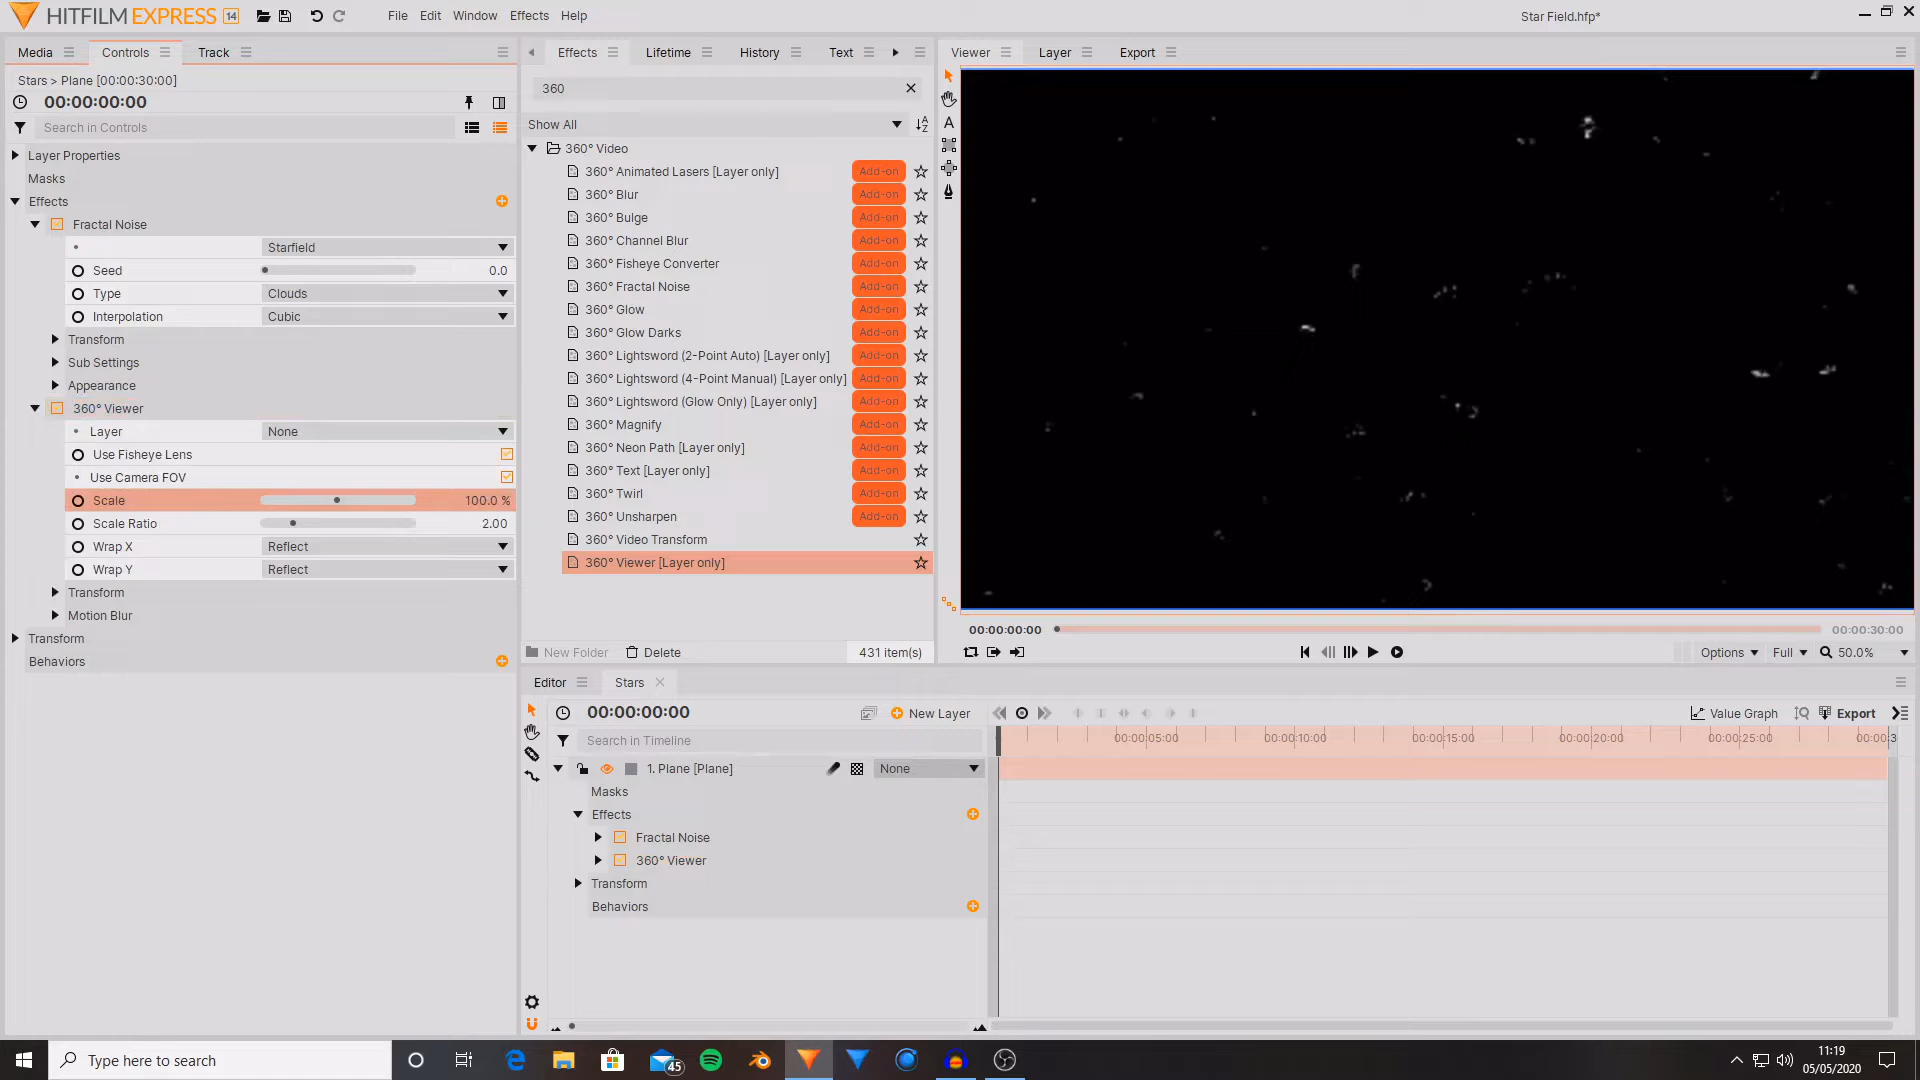 HITFILM EXPRESS 14
File Edit Window Effects Help
Star Field.hfp*
Media Controls Track
Stars > Plane [00:00:30:00]
00:00:00:00
Search in Controls
Layer Properties
Masks
Effects
Fractal Noise
Starfield
Seed 0.0
Type Clouds
Interpolation Cubic
Transform
Sub Settings
Appearance
360° Viewer
Layer None
Use Fisheye Lens
Use Camera FOV
Scale 100.0 %
Scale Ratio 2.00
Wrap X Reflect
Wrap Y Reflect
Transform
Motion Blur
Transform
Behaviors
Effects Lifetime History Text
360
Show All
360° Video
360° Animated Lasers [Layer only] Add-on
360° Blur Add-on
360° Bulge Add-on
360° Channel Blur Add-on
360° Fisheye Converter Add-on
360° Fractal Noise Add-on
360° Glow Add-on
360° Glow Darks Add-on
360° Lightsword (2-Point Auto) [Layer only] Add-on
360° Lightsword (4-Point Manual) [Layer only] Add-on
360° Lightsword (Glow Only) [Layer only] Add-on
360° Magnify Add-on
360° Neon Path [Layer only] Add-on
360° Text [Layer only] Add-on
360° Twirl Add-on
360° Unsharpen Add-on
360° Video Transform
360° Viewer [Layer only]
New Folder Delete 431 item(s)
Viewer Layer Export
A
00:00:00:00 00:00:30:00
Options Full 50.0%
Editor Stars
00:00:00:00 New Layer Value Graph Export
Search in Timeline
00:00:05:00 00:00:10:00 00:00:15:00 00:00:20:00 00:00:25:00 00:00:3
1. Plane [Plane] None
Masks
Effects
Fractal Noise
360° Viewer
Transform
Behaviors
Type here to search
45
11:19
05/05/2020